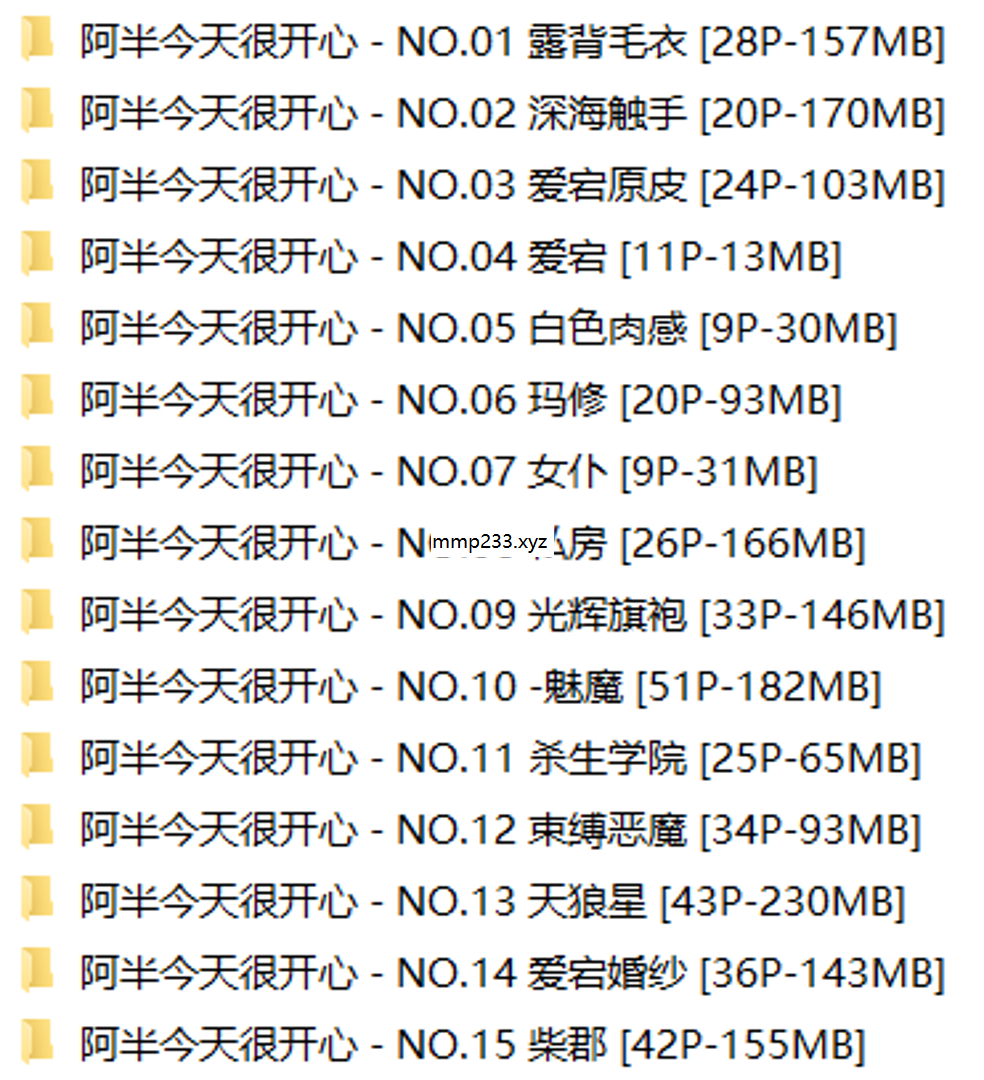 阿半今天很开心 - NO.01 露背毛衣 [28P-157MB]
阿半今天很开心 - NO.02 深海触手 [20P-170MB]
阿半今天很开心 - NO.03 爱宕原皮 [24P-103MB]
阿半今天很开心 - NO.04 爱宕 [11P-13MB]
阿半今天很开心 - NO.05 白色肉感 [9P-30MB]
阿半今天很开心 - NO.06 玛修 [20P-93MB]
阿半今天很开心 - NO.07 女仆 [9P-31MB]
阿半今天很开心 - N mmp233.xyz 房 [26P-166MB]
阿半今天很开心 - NO.09 光辉旗袍 [33P-146MB]
阿半今天很开心 - NO.10 -魅魔 [51P-182MB]
阿半今天很开心 - NO.11 杀生学院 [25P-65MB]
阿半今天很开心 - NO.12 束缚恶魔 [34P-93MB]
阿半今天很开心 - NO.13 天狼星 [43P-230MB]
阿半今天很开心 - NO.14 爱宕婚纱 [36P-143MB]
阿半今天很开心 - NO.15 柴郡 [42P-155MB]